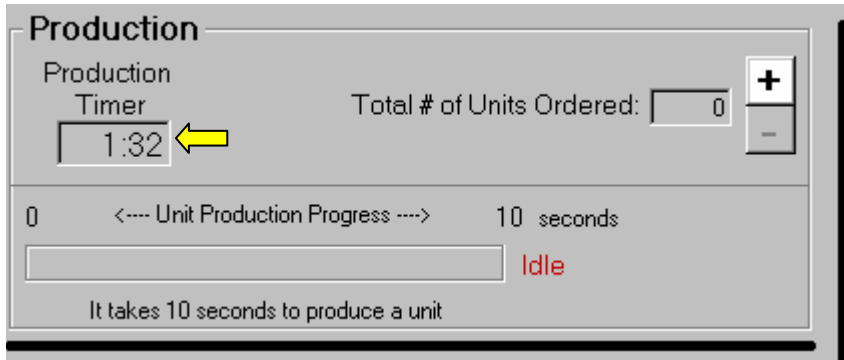 Production
Production
Timer
1:32
Total # of Units Ordered: 0
+
-
0 <---- Unit Production Progress ----> 10 seconds
Idle
It takes 10 seconds to produce a unit